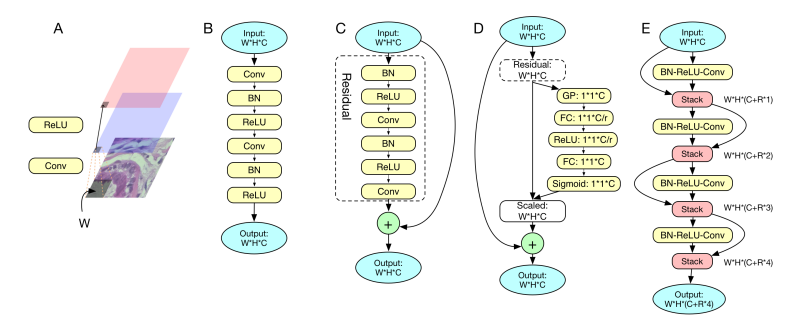 A
ReLU
Conv
W
B
Input:
W*H*C
Conv
BN
ReLU
Conv
BN
ReLU
Output:
W*H*C
C
Input:
W*H*C
Residual
BN
ReLU
Conv
BN
ReLU
Conv
+
Output:
W*H*C
D
Input:
W*H*C
Residual:
W*H*C
GP: 1*1*C
FC: 1*1*C/r
ReLU: 1*1*C/r
FC: 1*1*C
Sigmoid: 1*1*C
Scaled:
W*H*C
+
Output:
W*H*C
E
Input:
W*H*C
BN-ReLU-Conv
Stack
W*H*(C+R*1)
BN-ReLU-Conv
Stack
W*H*(C+R*2)
BN-ReLU-Conv
Stack
W*H*(C+R*3)
BN-ReLU-Conv
Stack
W*H*(C+R*4)
Output:
W*H*(C+R*4)